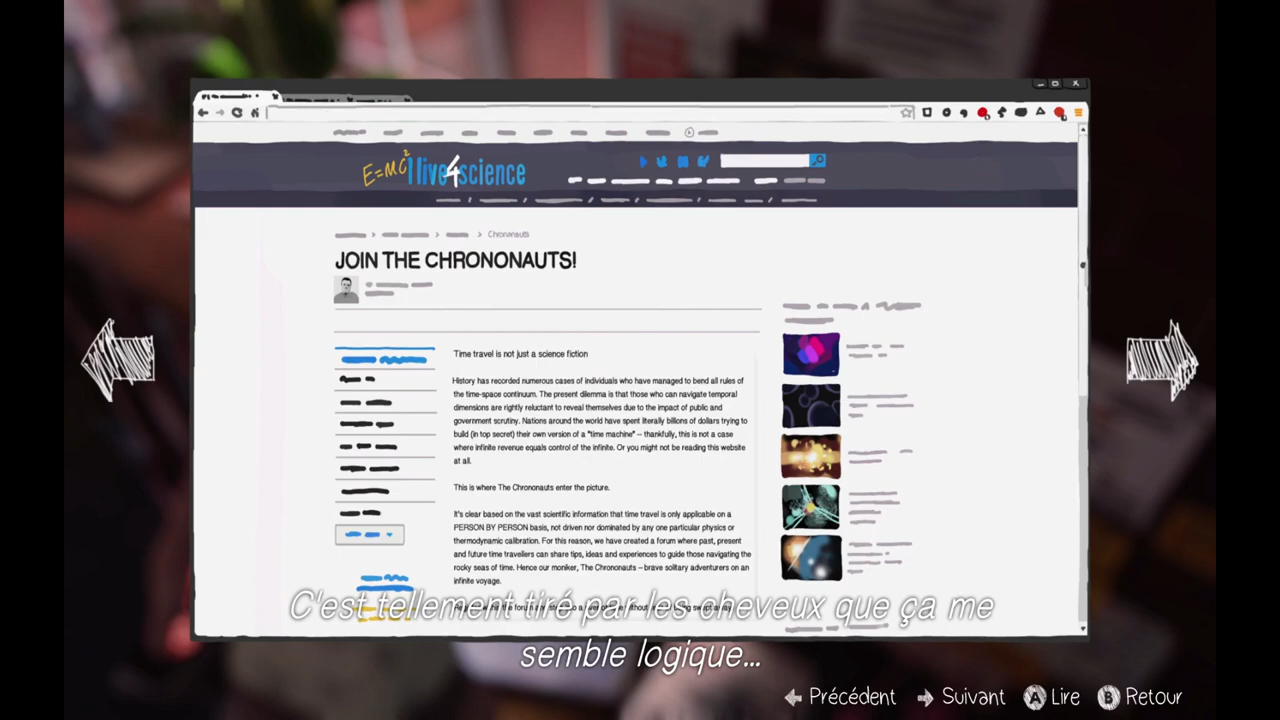 E=MC² I live4science
Chrononauts
JOIN THE CHRONONAUTS!
Time travel is not just a science fiction
History has recorded numerous cases of individuals who have managed to bend all rules of
the time-space continuum. The present dilemma is that those who can navigate temporal
dimensions are rightly reluctant to reveal themselves due to the impact of public and
government scrutiny. Nations around the world have spent literally billions of dollars trying to
build (in top secret) their own version of a "time machine" – thankfully, this is not a case
where infinite revenue equals control of the infinite. Or you might not be reading this website
at all.
This is where The Chrononauts enter the picture.
It's clear based on the vast scientific information that time travel is only applicable on a
PERSON BY PERSON basis, not driven nor dominated by any one particular physics or
thermodynamic calibration. For this reason, we have created a forum where past, present
and future time travellers can share tips, ideas and experiences to guide those navigating the
rocky seas of time. Hence our moniker, The Chrononauts – brave solitary adventurers on an
infinite voyage.
C'est tellement tiré par les cheveux que ça me
semble logique...
Précédent Suivant A Lire B Retour